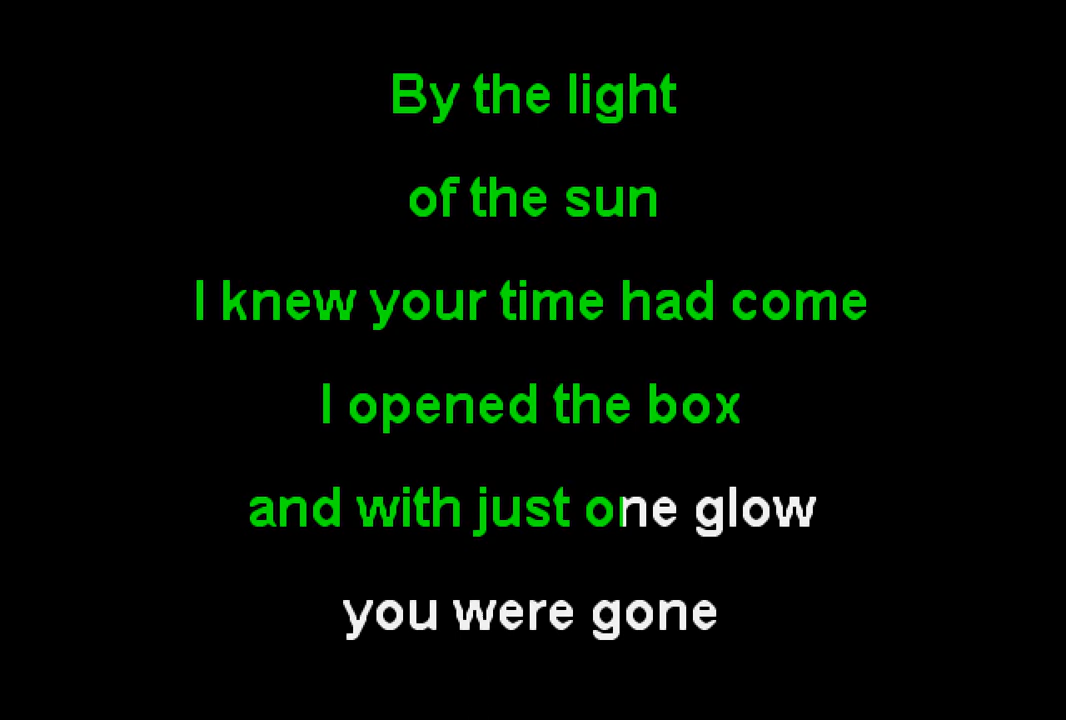 By the light
of the sun
I knew your time had come
I opened the box
and with just one glow
you were gone